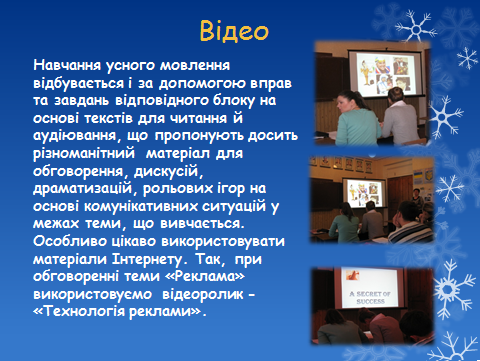 Відео
Навчання усного мовлення
відбувається і за допомогою вправ
та завдань відповідного блоку на
основі текстів для читання й
аудіювання, що пропонують досить
різноманітний матеріал для
обговорення, дискусій,
драматизацій, рольових ігор на
основі комунікативних ситуацій у
межах теми, що вивчається.
Особливо цікаво використовувати
матеріали Інтернету. Так, при
обговоренні теми «Реклама»
використовуємо відеоролик –
«Технологія реклами».
A SECRET OF
SUCCESS